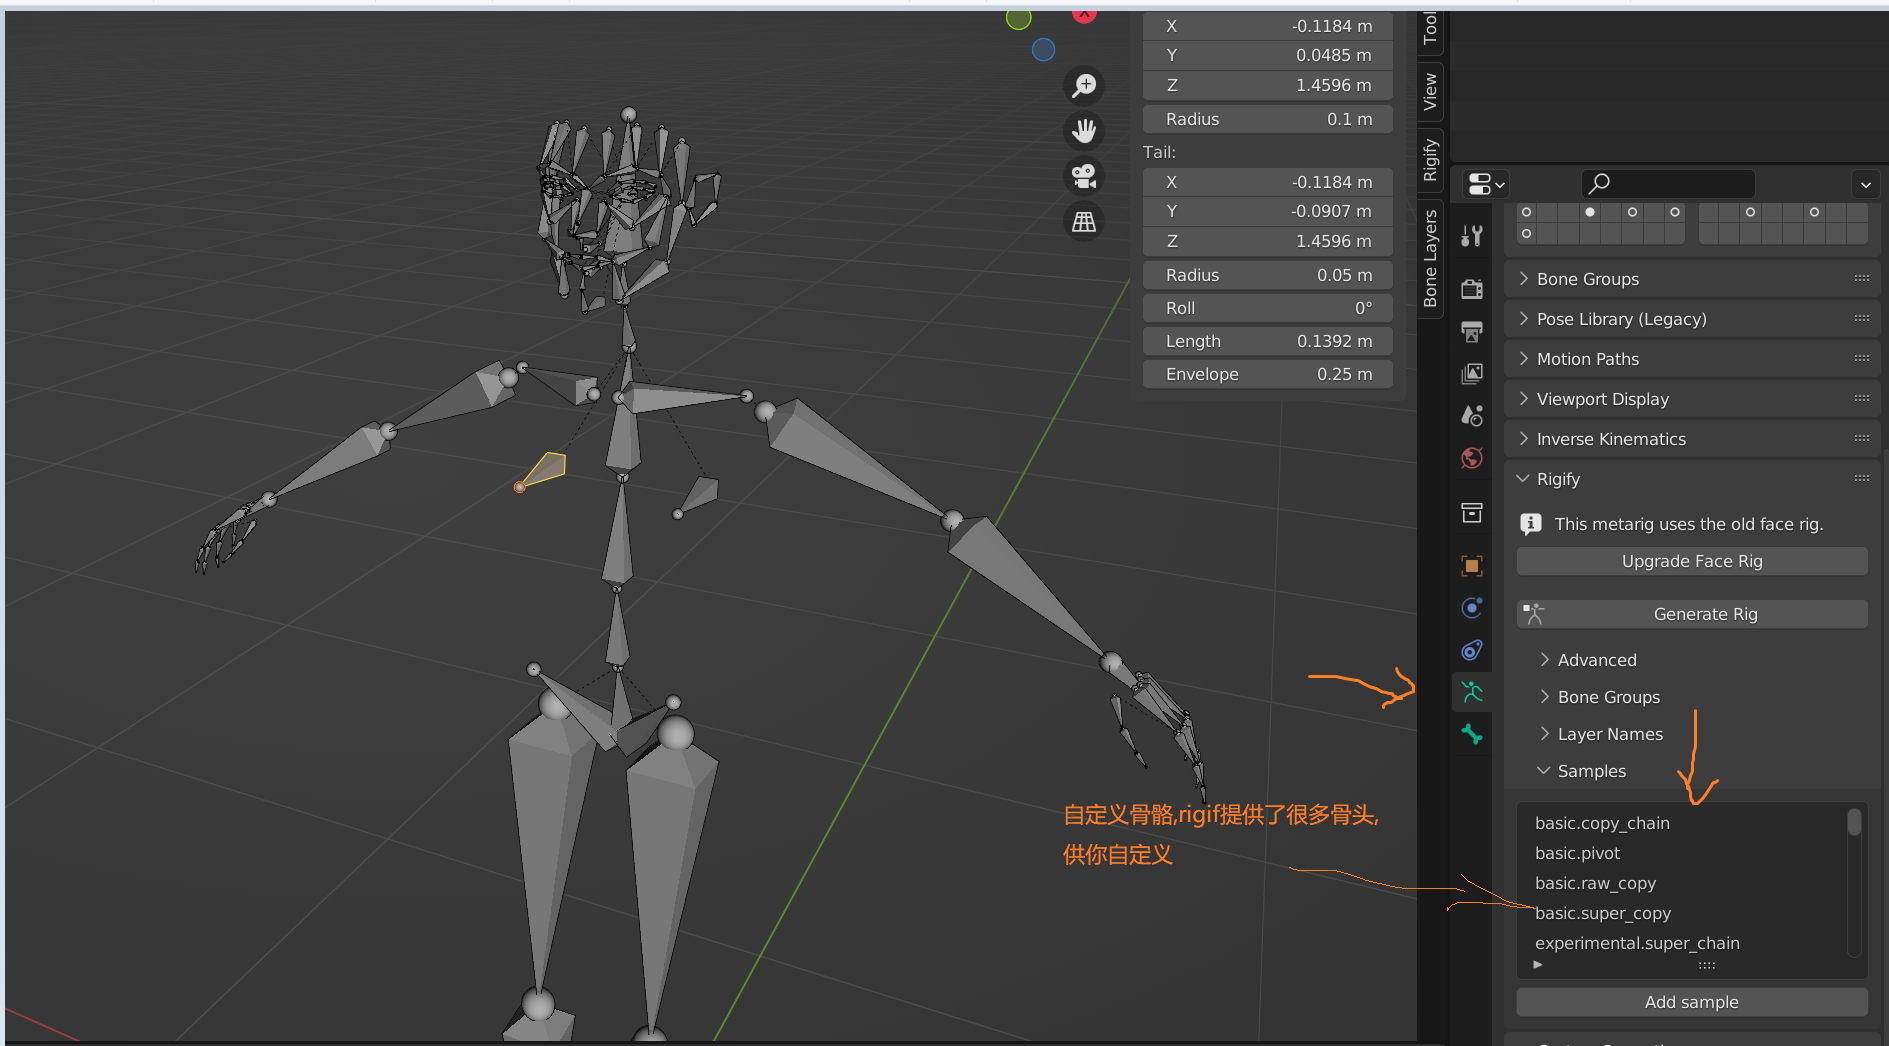 X -0.1184 m
Y 0.0485 m
Z 1.4596 m
Radius 0.1 m
Tail:
X -0.1184 m
Y -0.0907 m
Z 1.4596 m
Radius 0.05 m
Roll 0°
Length 0.1392 m
Envelope 0.25 m
Tool
View
Rigify
Bone Layers
Bone Groups
Pose Library (Legacy)
Motion Paths
Viewport Display
Inverse Kinematics
Rigify
This metarig uses the old face rig.
Upgrade Face Rig
Generate Rig
Advanced
Bone Groups
Layer Names
Samples
basic.copy_chain
basic.pivot
basic.raw_copy
basic.super_copy
experimental.super_chain
Add sample
自定义骨骼,rigif提供了很多骨头,
供你自定义